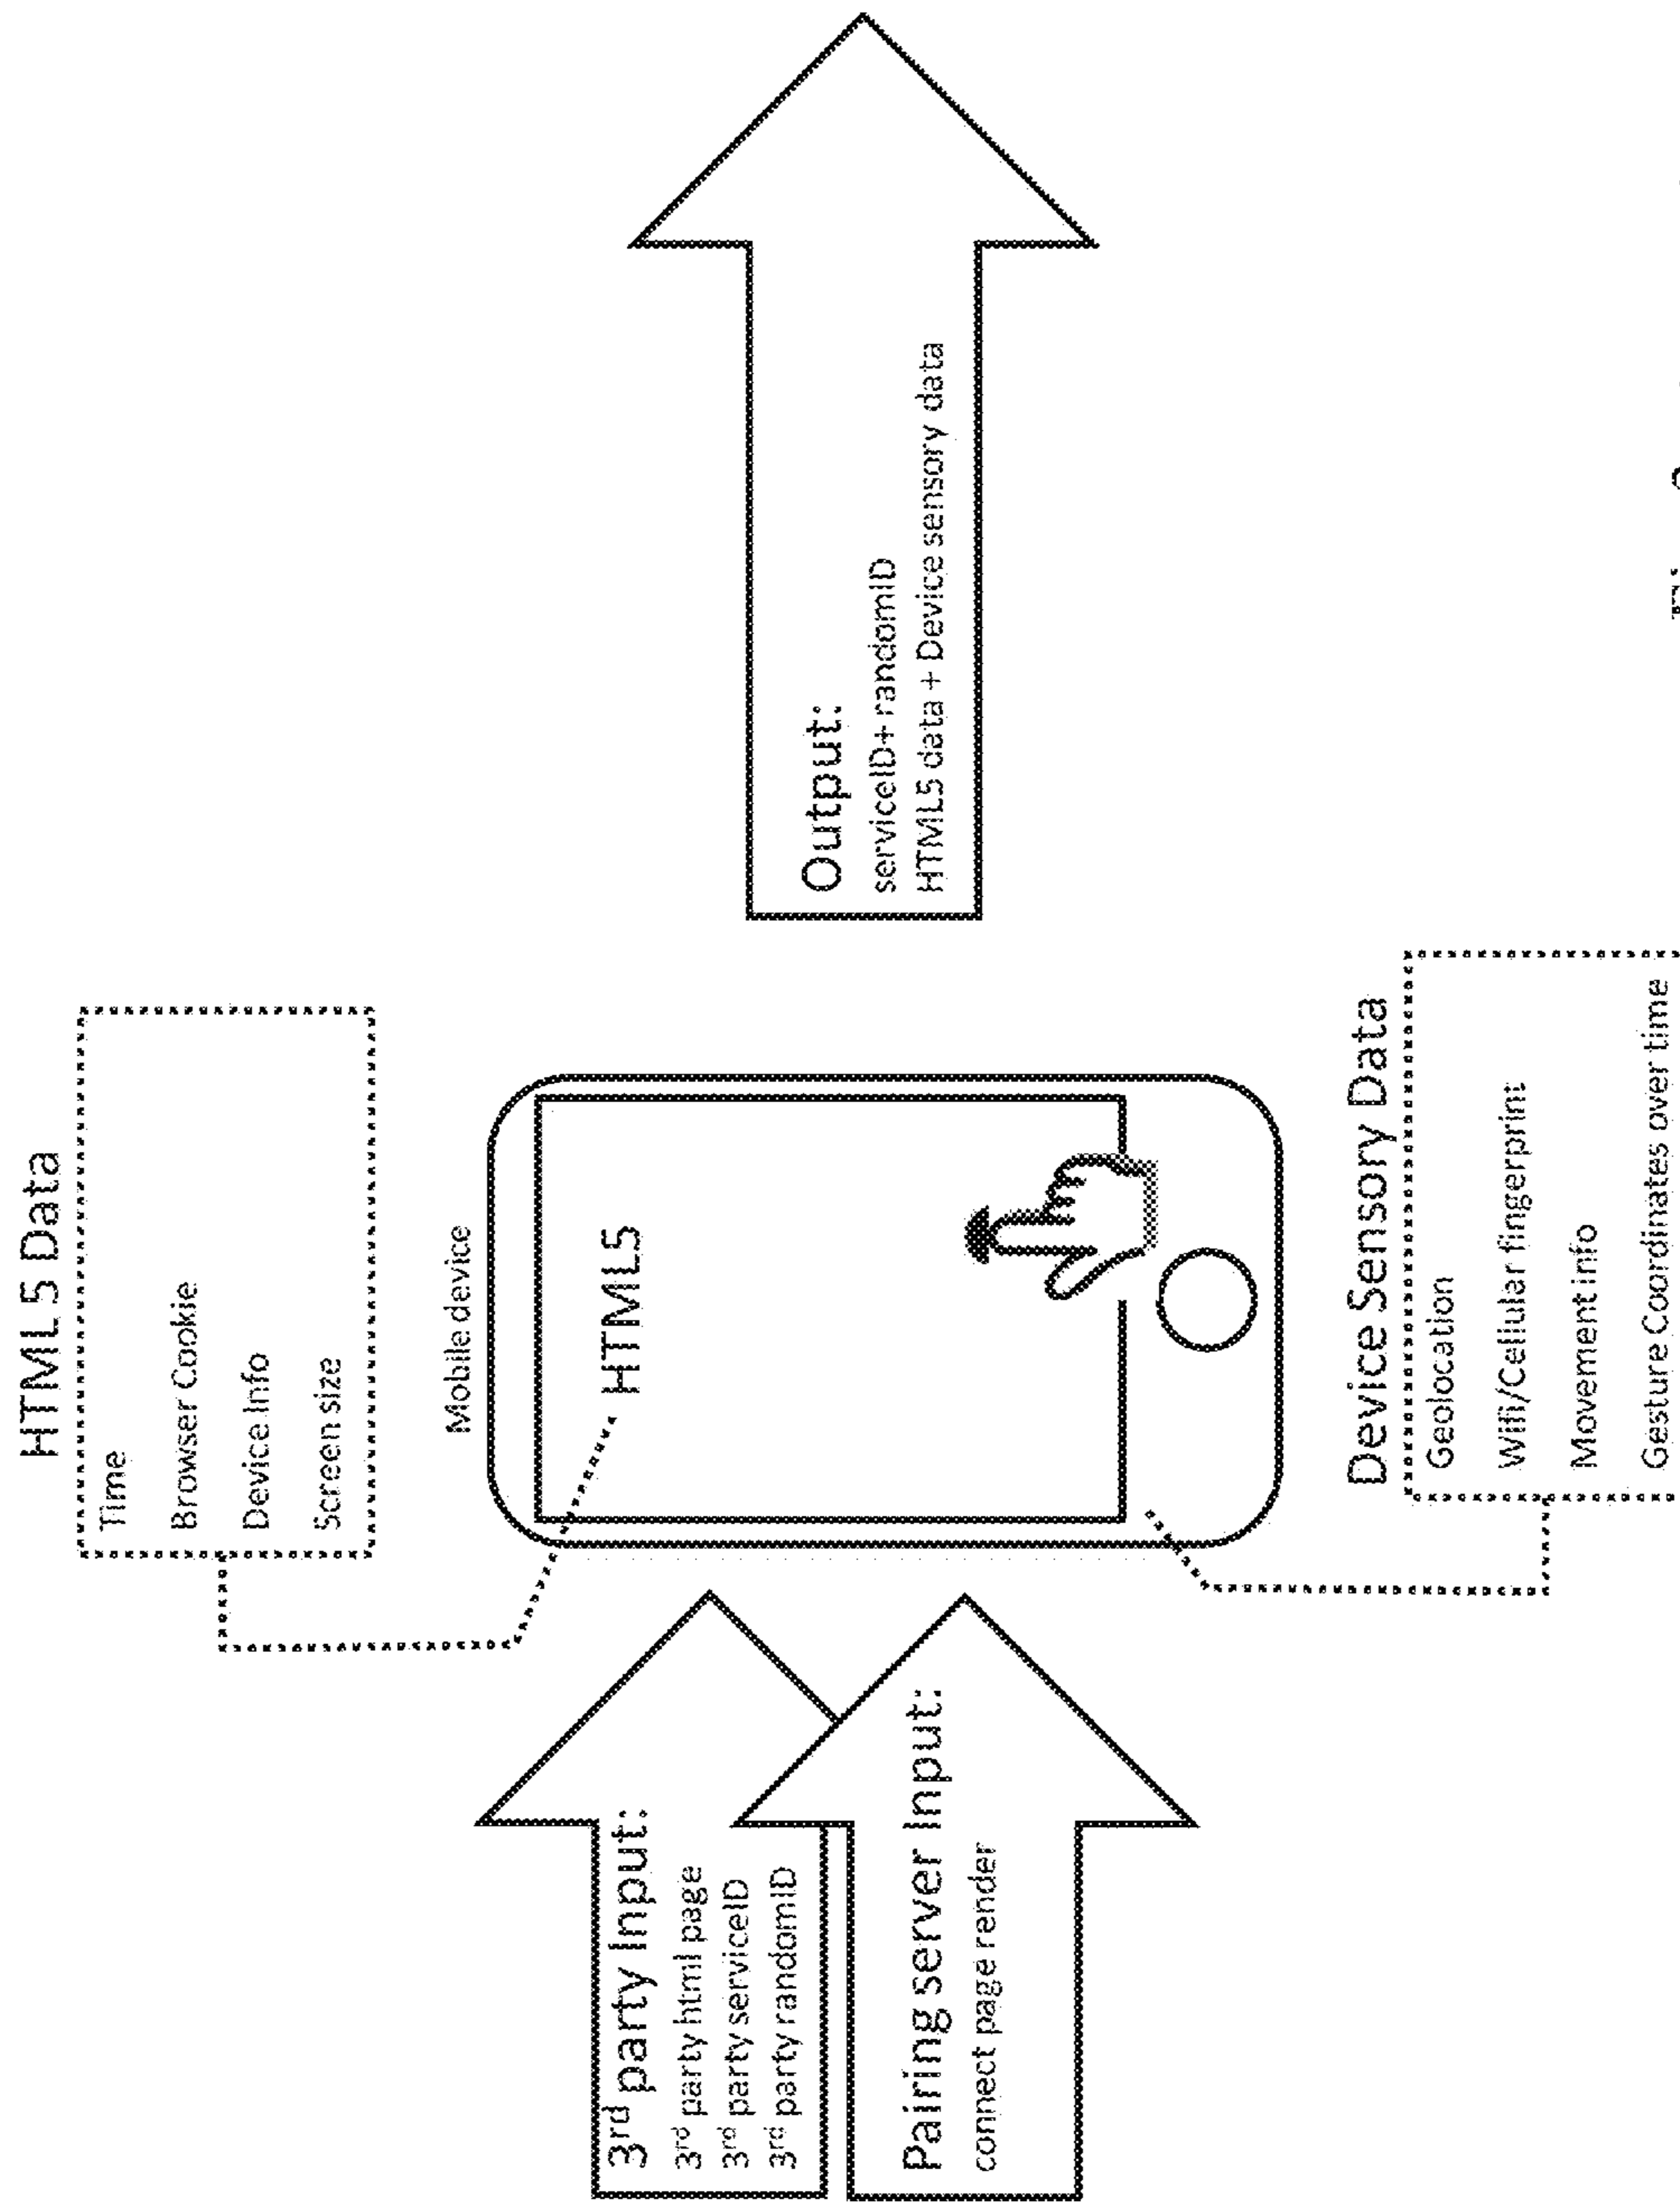 HTML5 Data
Time
Browser Cookie
Device Info
Screen size
Mobile device
HTML5
3rd party Input:
3rd party html page
3rd party serviceID
3rd party randomID
Pairing server Input:
connect page render
Output:
serviceID+ randomID
HTML5 data + Device sensory data
Device Sensory Data
Geolocation
Wifi/Cellular fingerprint
Movement info
Gesture Coordinates over time